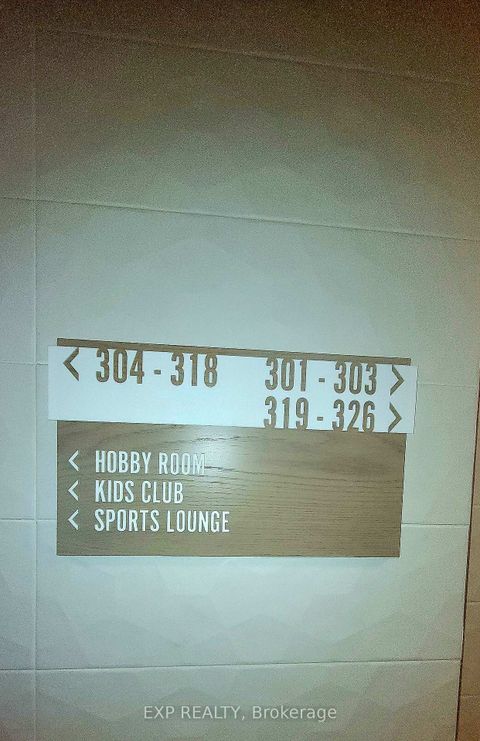 < 304 - 318 301 - 303 >
319 - 326 >
< HOBBY ROOM
< KIDS CLUB
< SPORTS LOUNGE
EXP REALTY, Brokerage